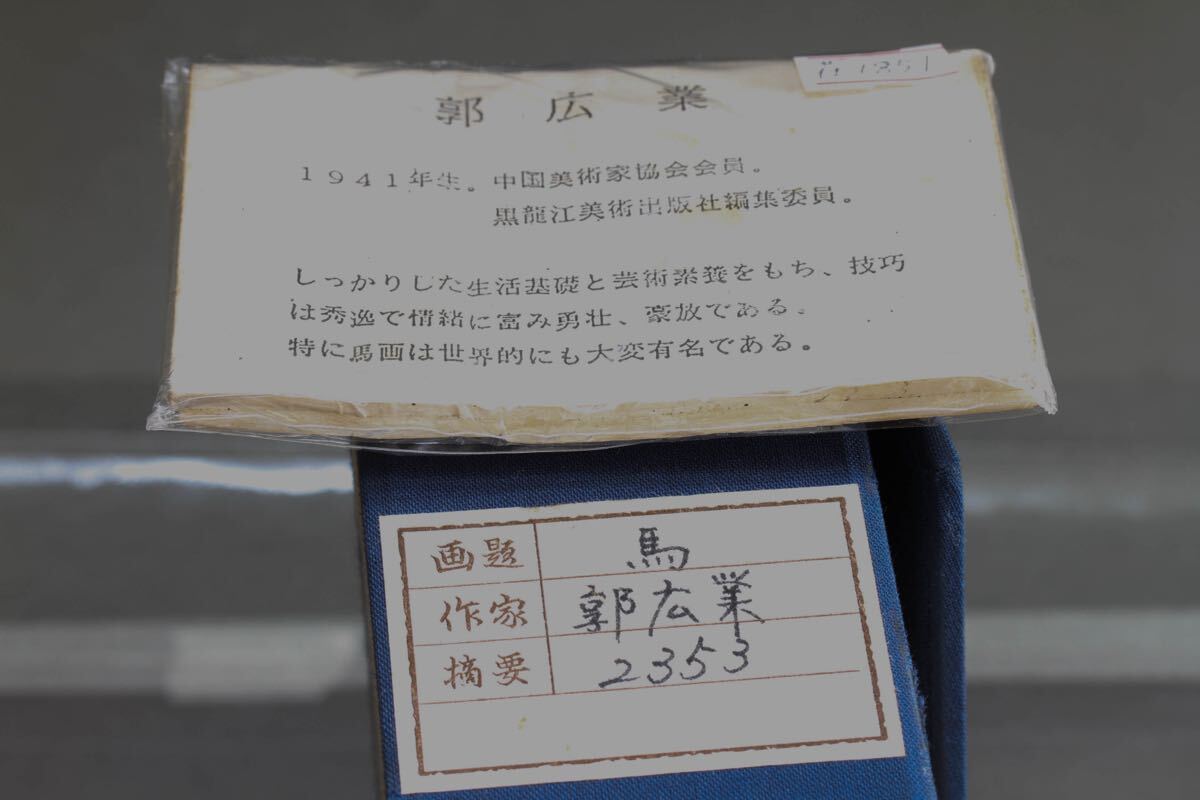 郭広業
1941年生。中国美術家協会会員。
黒龍江美術出版社編集委員。
しっかりした生活基礎と芸術素養をもち、技巧
は秀逸で情緒に富み勇壮、豪放である。
特に馬画は世界的にも大変有名である。
画題 馬
作家 郭広業
摘要 2353